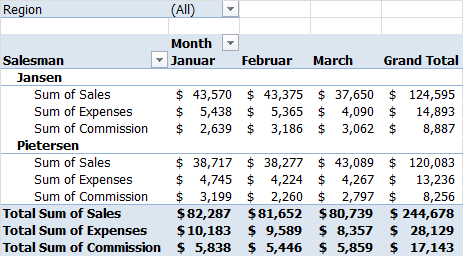 Region (All)
Month
Salesman Januar Februar March Grand Total
Jansen
Sum of Sales $ 43,570 $ 43,375 $ 37,650 $ 124,595
Sum of Expenses $ 5,438 $ 5,365 $ 4,090 $ 14,893
Sum of Commission $ 2,639 $ 3,186 $ 3,062 $ 8,887
Pietersen
Sum of Sales $ 38,717 $ 38,277 $ 43,089 $ 120,083
Sum of Expenses $ 4,745 $ 4,224 $ 4,267 $ 13,236
Sum of Commission $ 3,199 $ 2,260 $ 2,797 $ 8,256
Total Sum of Sales $ 82,287 $ 81,652 $ 80,739 $ 244,678
Total Sum of Expenses $ 10,183 $ 9,589 $ 8,357 $ 28,129
Total Sum of Commission $ 5,838 $ 5,446 $ 5,859 $ 17,143